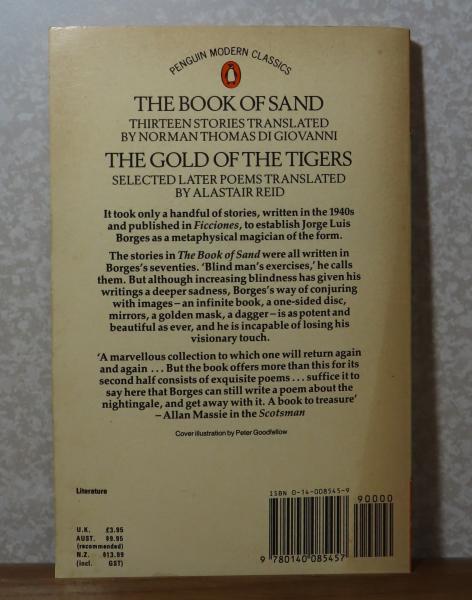 PENGUIN MODERN CLASSICS
THE BOOK OF SAND
THIRTEEN STORIES TRANSLATED
BY NORMAN THOMAS DI GIOVANNI
THE GOLD OF THE TIGERS
SELECTED LATER POEMS TRANSLATED
BY ALASTAIR REID
It took only a handful of stories, written in the 1940s
and published in Ficciones, to establish Jorge Luis
Borges as a metaphysical magician of the form.
The stories in The Book of Sand were all written in
Borges's seventies. ‘Blind man's exercises,’ he calls
them. But although increasing blindness has given his
writings a deeper sadness, Borges's way of conjuring
with images – an infinite book, a one-sided disc,
mirrors, a golden mask, a dagger – is as potent and
beautiful as ever, and he is incapable of losing his
visionary touch.
‘A marvellous collection to which one will return again
and again ... But the book offers more than this for its
second half consists of exquisite poems ... suffice it to
say here that Borges can still write a poem about the
nightingale, and get away with it. A book to treasure’
– Allan Massie in the Scotsman
Cover illustration by Peter Goodfellow
Literature
U.K. £3.95
AUST. $9.95
(recommended)
N.Z. $13.99
(incl. GST)
ISBN 0-14-008545-9
90000
9 780140 085457